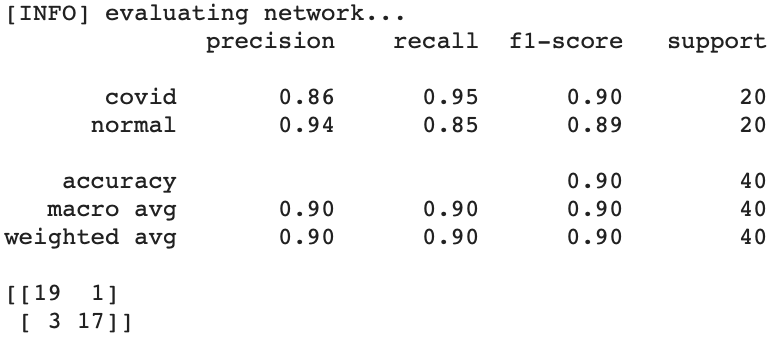 [INFO] evaluating network...
precision recall f1-score support
covid 0.86 0.95 0.90 20
normal 0.94 0.85 0.89 20
accuracy 0.90 40
macro avg 0.90 0.90 0.90 40
weighted avg 0.90 0.90 0.90 40
[[19 1]
[ 3 17]]